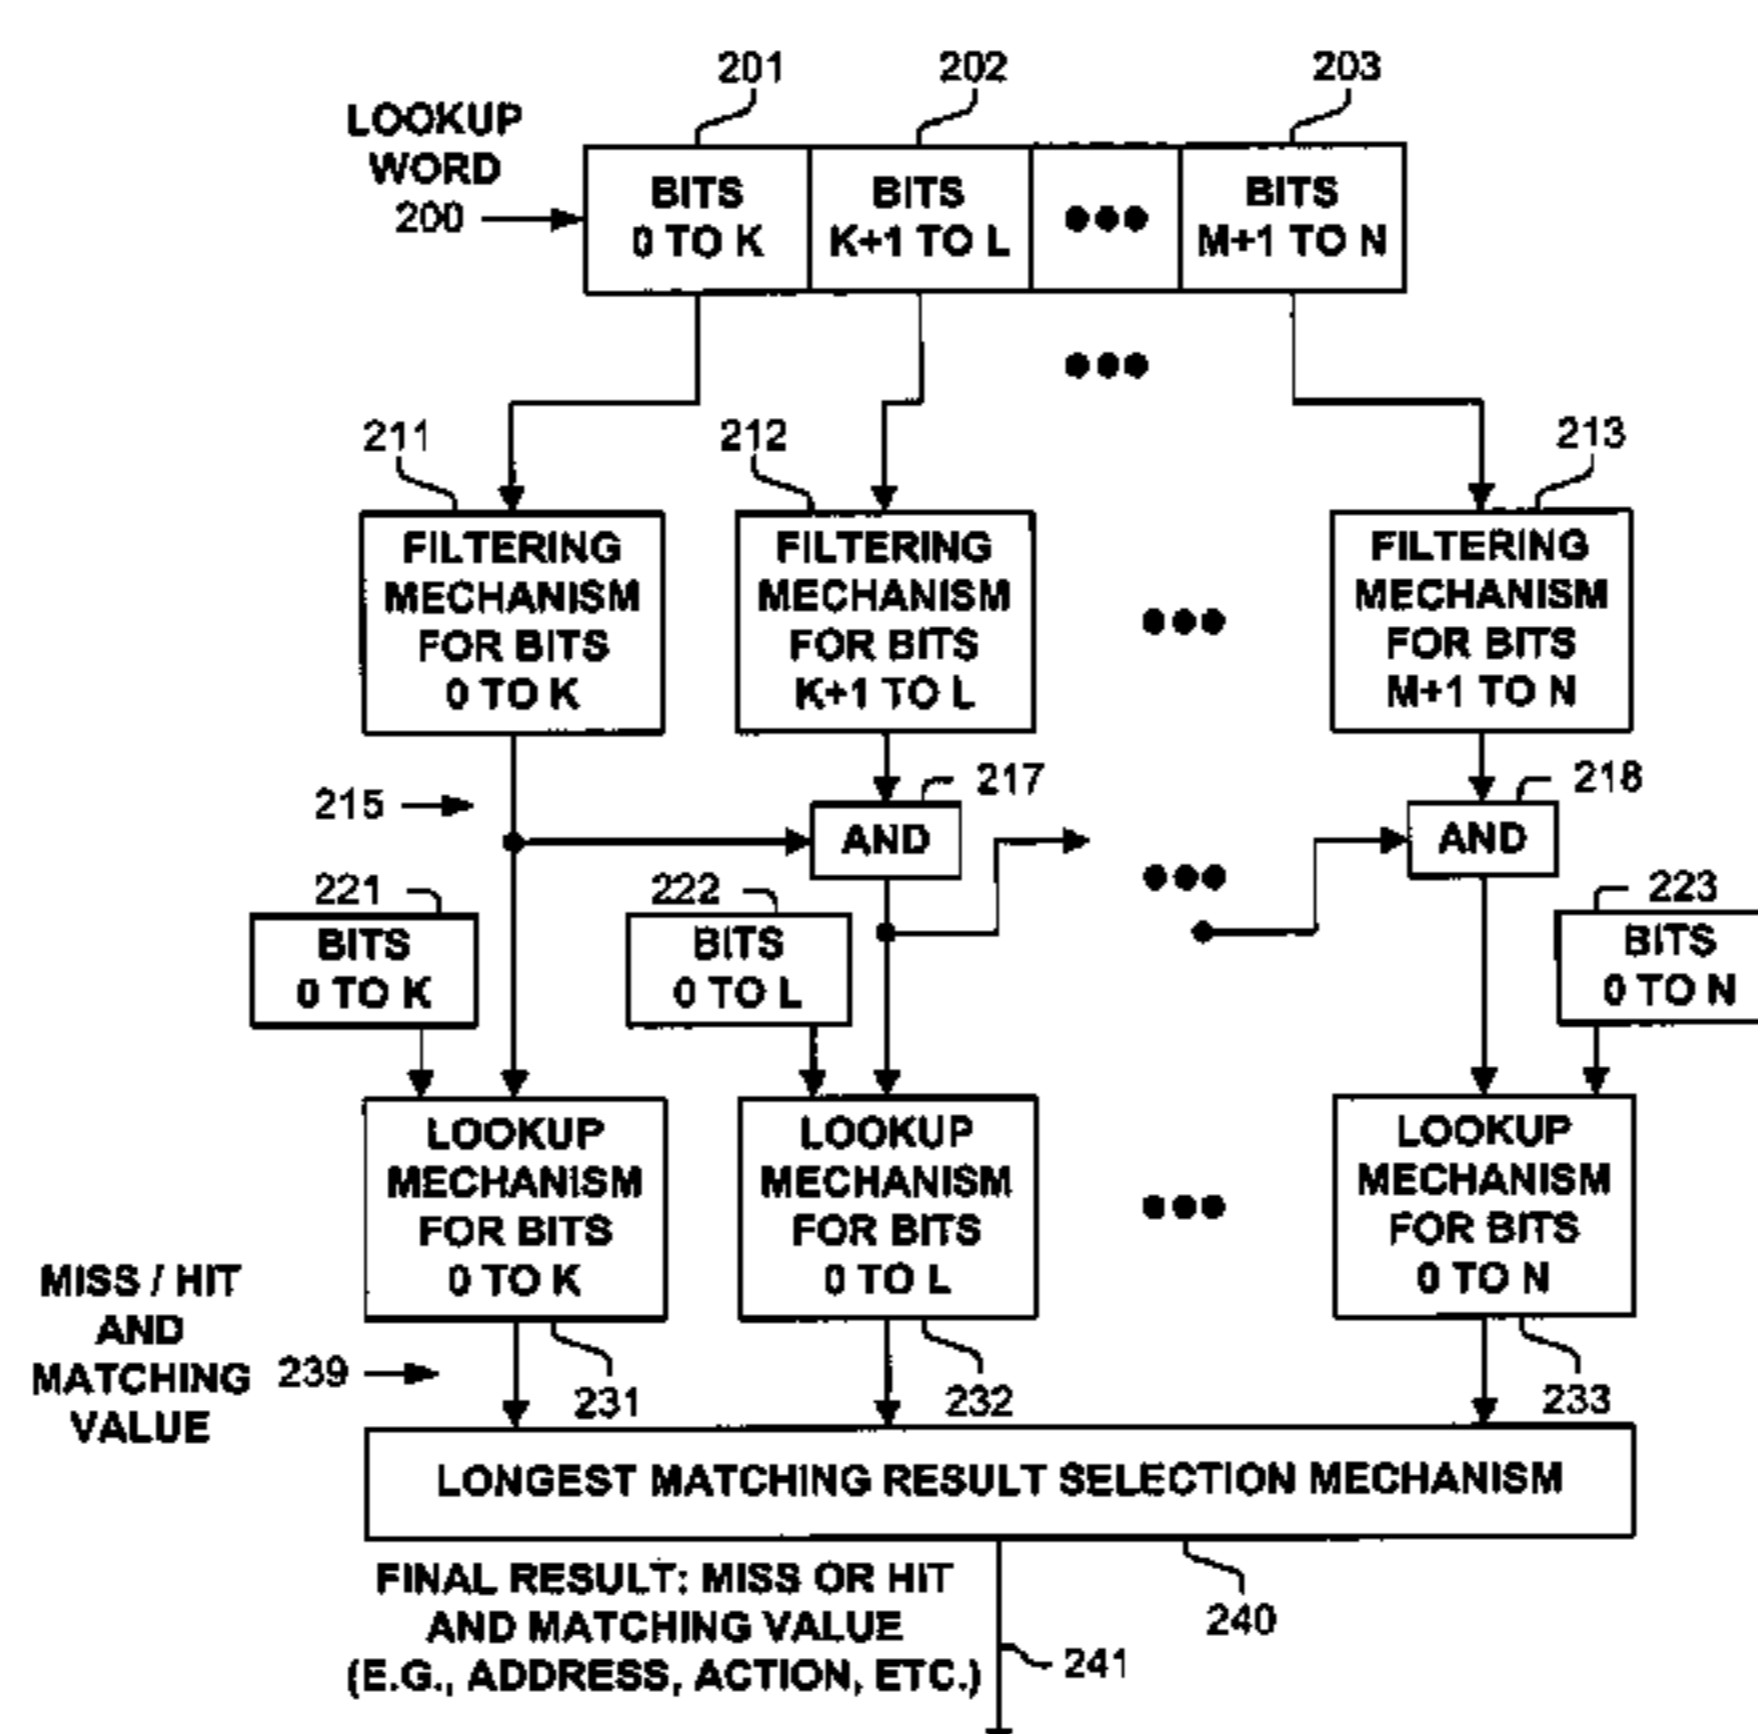 201
202
203
LOOKUP
WORD
200
BITS
0 TO K
BITS
K+1 TO L
BITS
M+1 TO N
211
212
213
FILTERING
MECHANISM
FOR BITS
0 TO K
FILTERING
MECHANISM
FOR BITS
K+1 TO L
FILTERING
MECHANISM
FOR BITS
M+1 TO N
215
217
218
AND
AND
221
222
223
BITS
0 TO K
BITS
0 TO L
BITS
0 TO N
LOOKUP
MECHANISM
FOR BITS
0 TO K
LOOKUP
MECHANISM
FOR BITS
0 TO L
LOOKUP
MECHANISM
FOR BITS
0 TO N
MISS / HIT
AND
MATCHING
VALUE
239
231
232
233
LONGEST MATCHING RESULT SELECTION MECHANISM
FINAL RESULT: MISS OR HIT
AND MATCHING VALUE
(E.G., ADDRESS, ACTION, ETC.)
240
241